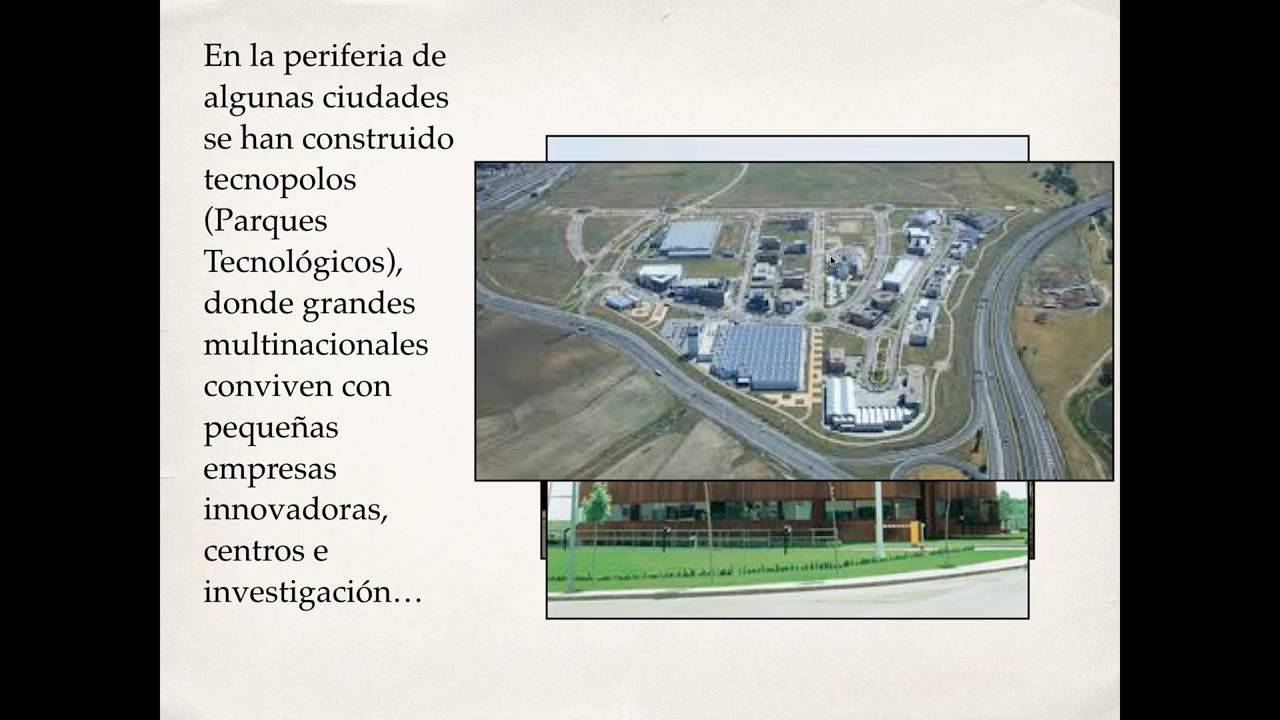 En la periferia de
algunas ciudades
se han construido
tecnopolos
(Parques
Tecnológicos),
donde grandes
multinacionales
conviven con
pequeñas
empresas
innovadoras,
centros e
investigación…